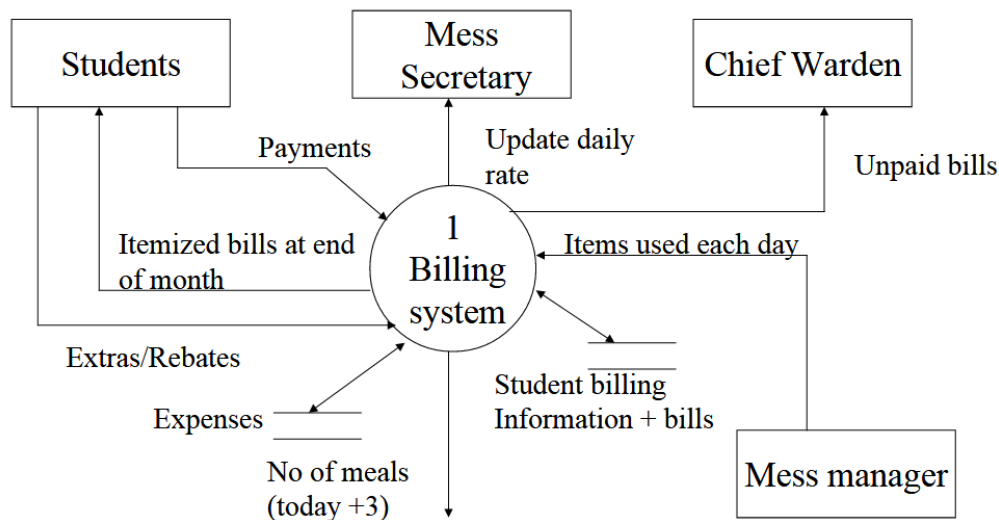 Students
Mess
Secretary
Chief Warden
Payments
Update daily
rate
Unpaid bills
1
Billing
system
Itemized bills at end
of month
Items used each day
Extras/Rebates
Student billing
Information + bills
Expenses
No of meals
(today +3)
Mess manager